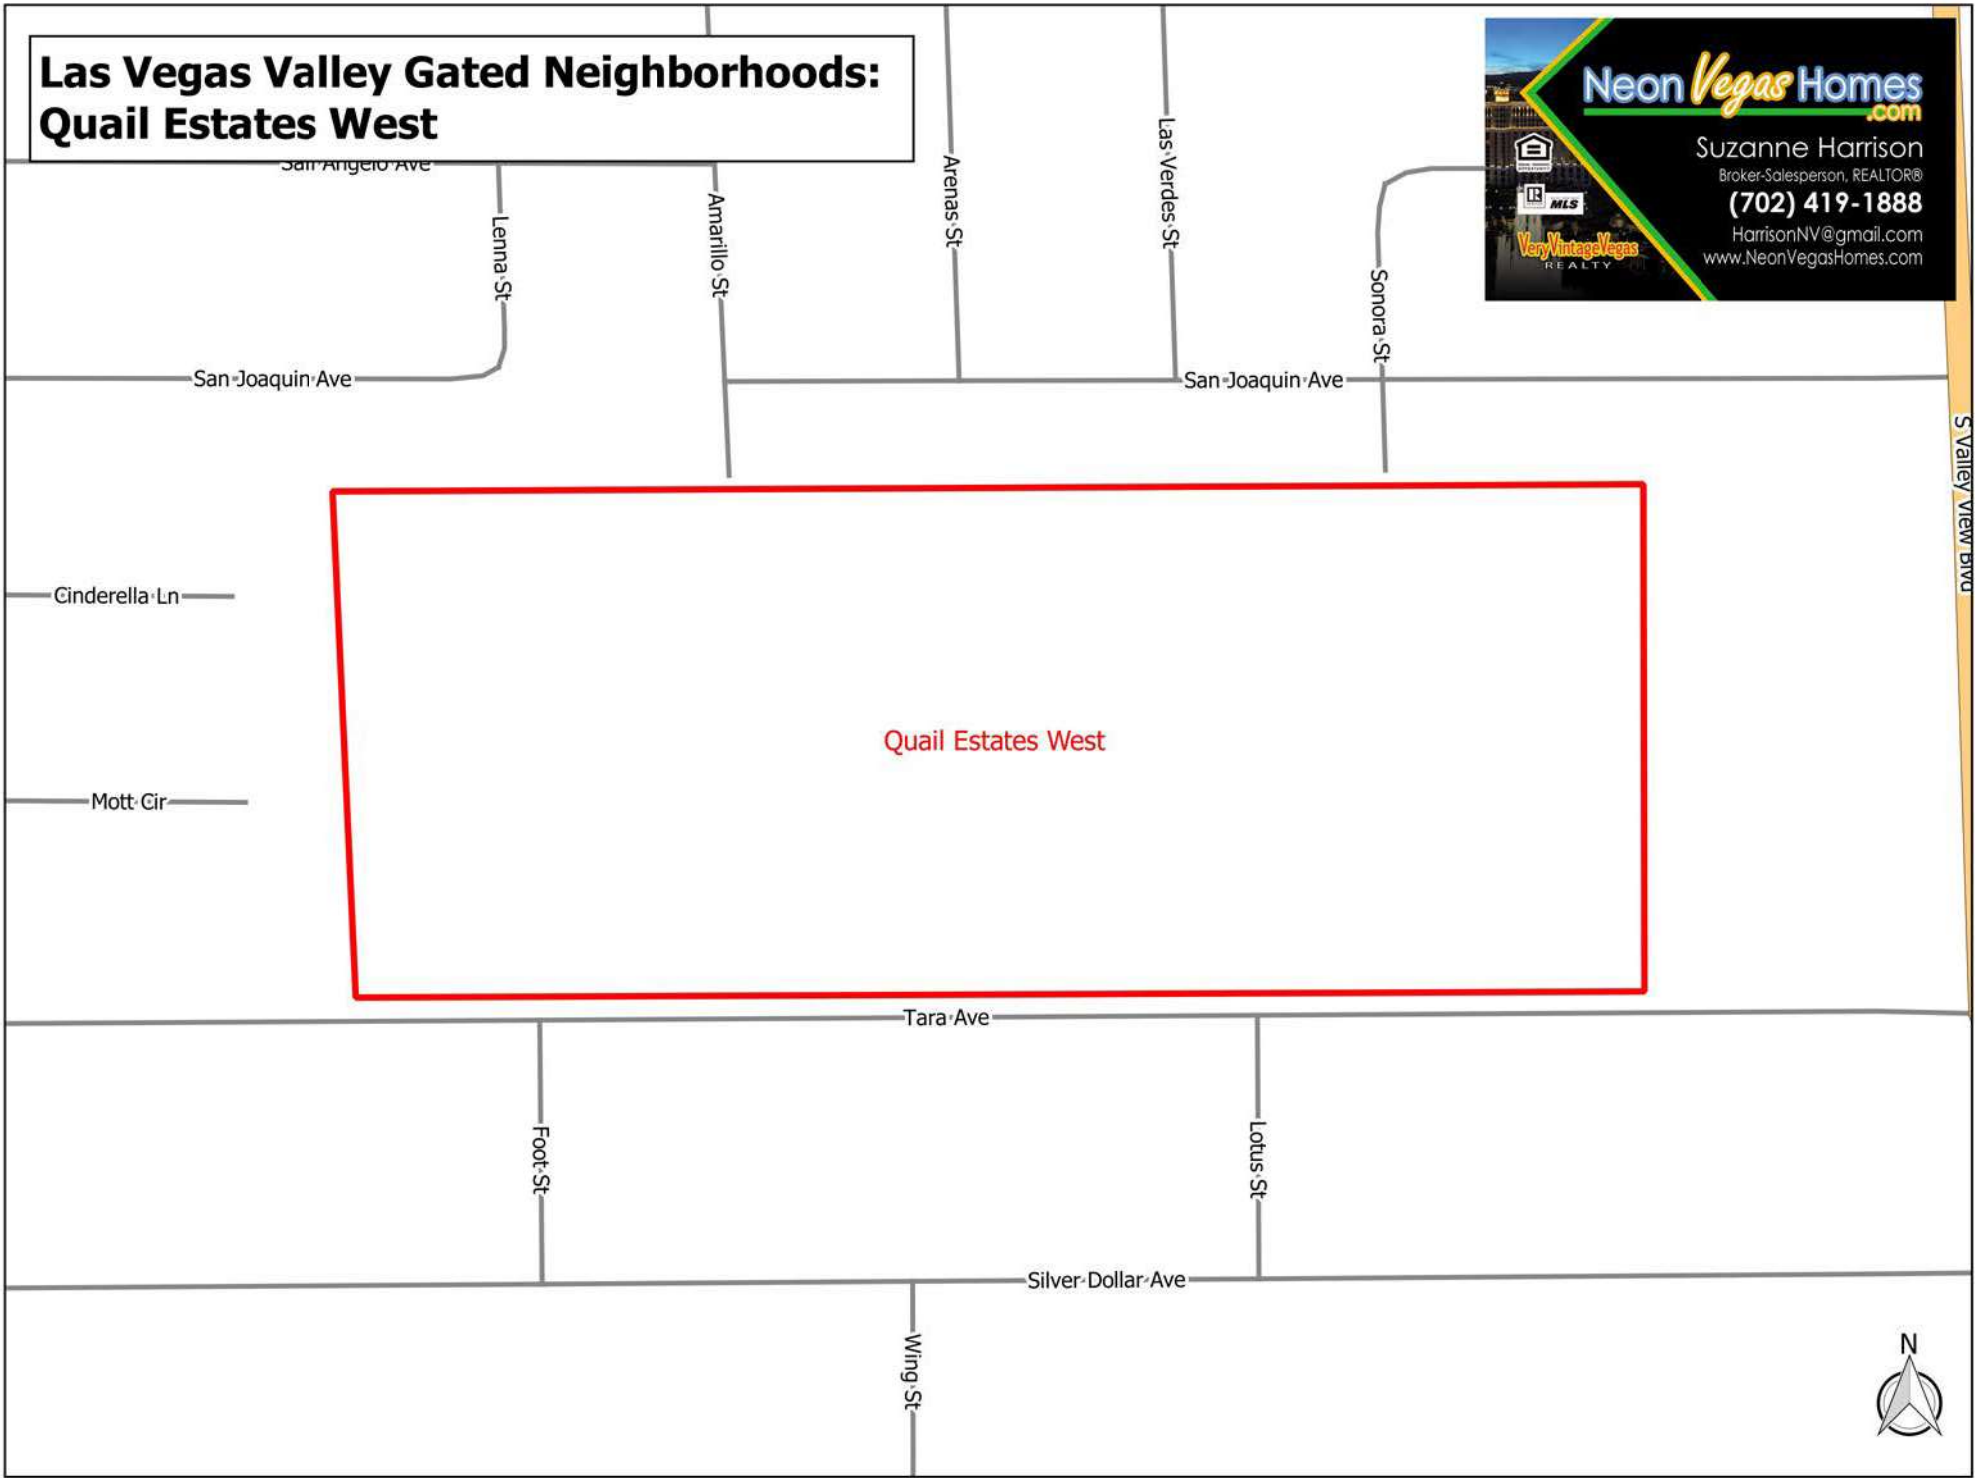 Las Vegas Valley Gated Neighborhoods:
Quail Estates West
Neon Vegas Homes
.com
Suzanne Harrison
Broker-Salesperson, REALTOR®
(702) 419-1888
HarrisonNV@gmail.com
www.NeonVegasHomes.com
MLS
VeryVintageVegas
REALTY
San Angelo Ave
Lenna St
Amarillo St
Arenas St
Las Verdes St
Sonora St
San Joaquin Ave
San Joaquin Ave
S Valley View Blvd
Cinderella Ln
Quail Estates West
Mott Cir
Tara Ave
Foot St
Lotus St
Silver Dollar Ave
Wing St
N